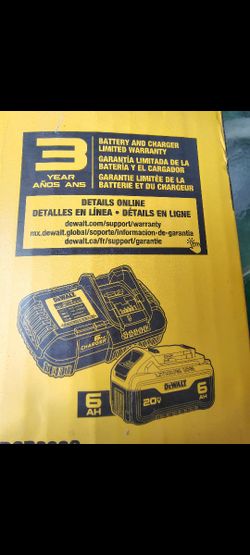 3
YEAR
AÑOS ANS
BATTERY AND CHARGER
LIMITED WARRANTY
GARANTÍA LIMITADA DE LA
BATERÍA Y EL CARGADOR
GARANTIE LIMITÉE DE LA
BATTERIE ET DU CHARGEUR
DETAILS ONLINE
DETALLES EN LÍNEA • DÉTAILS EN LIGNE
dewalt.com/support/warranty
mx.dewalt.global/soporte/informacion-de-garantia
dewalt.ca/fr/support/garantie
DEWALT
CHARGER
6
AH
DEWALT
20V
6
AH